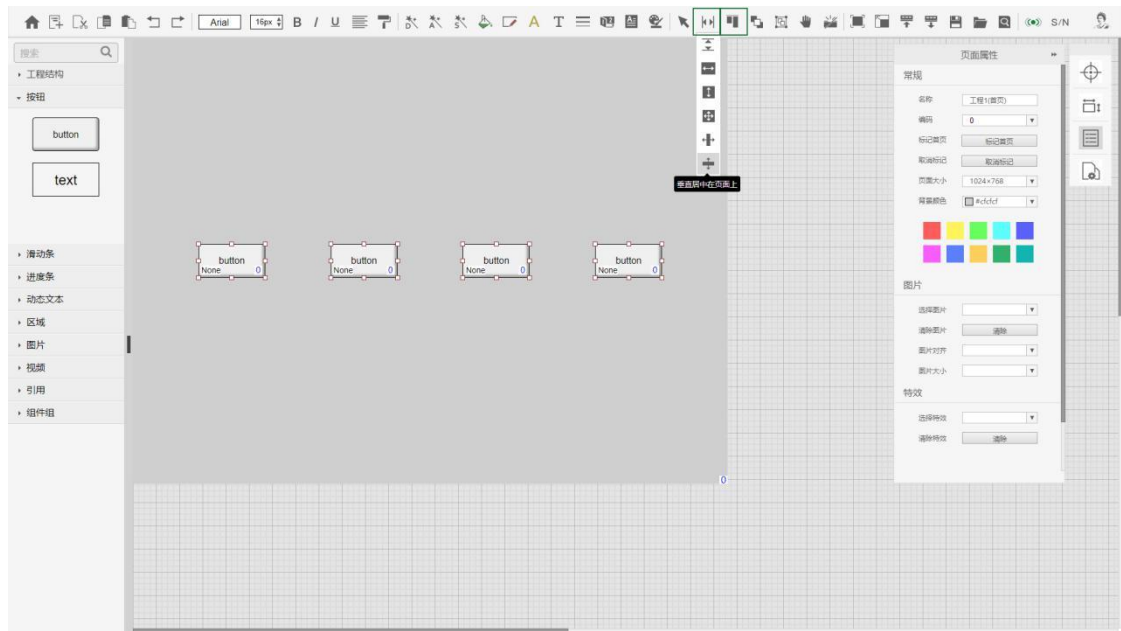 Arial 16px B I U A T S/N
搜索
工程结构
按钮
button
text
滑动条
进度条
动态文本
区域
图片
视频
引用
组件组
垂直居中在页面上
button
None 0
button
None 0
button
None 0
button
None 0
0
页面属性
常规
名称 工程1(首页)
编码 0
标记首页 标记首页
取消标记 取消标记
页面大小 1024×768
背景颜色 #cfcfcf
图片
选择图片
清除图片 清除
图片对齐
图片大小
特效
选择特效
清除特效 清除